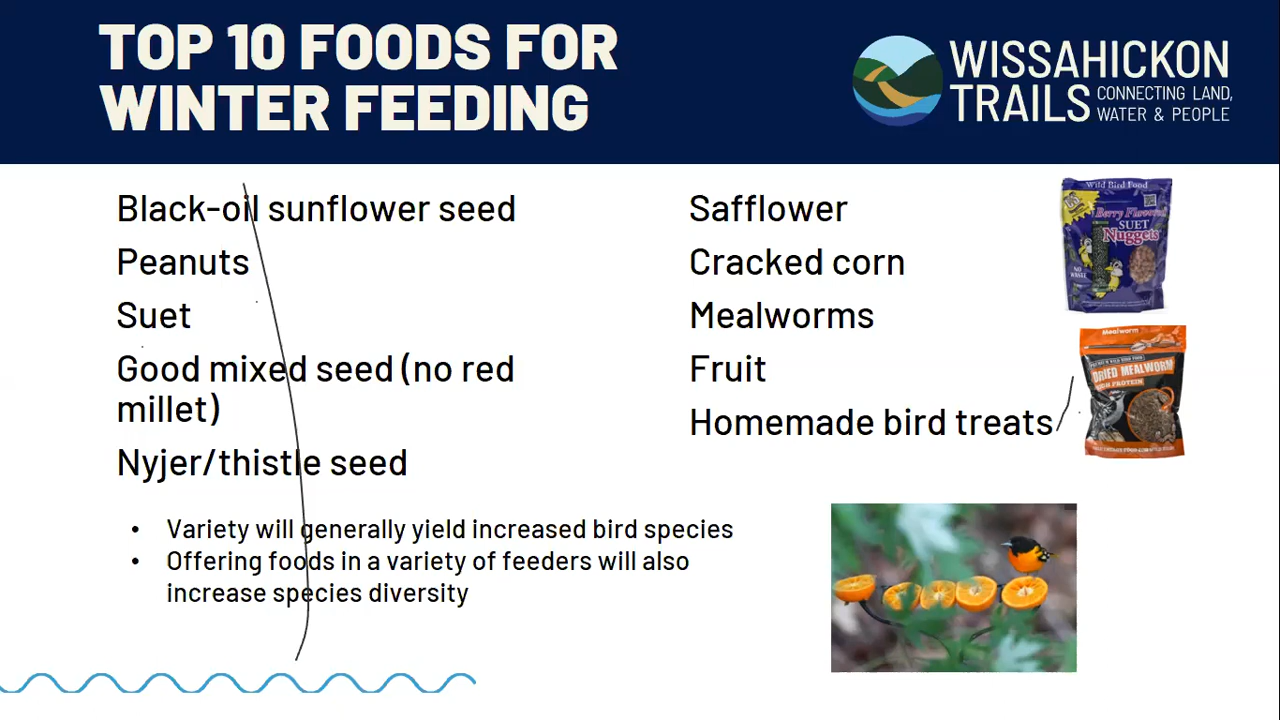 TOP 10 FOODS FOR
WINTER FEEDING
WISSAHICKON
TRAILS
CONNECTING LAND,
WATER & PEOPLE
Black-oil sunflower seed
Peanuts
Suet
Good mixed seed (no red
millet)
Nyjer/thistle seed
Safflower
Cracked corn
Mealworms
Fruit
Homemade bird treats
• Variety will generally yield increased bird species
• Offering foods in a variety of feeders will also
increase species diversity
Wild Bird Food
Berry Flavored
SUET
Nuggets
NO
WASTE
Mealworm
DRIED MEALWORM
PROTEIN